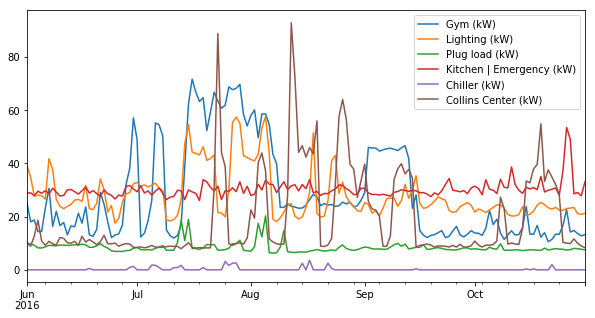 80
60
40
20
0
Jun
2016
Jul
Aug
Sep
Oct
Gym (kW)
Lighting (kW)
Plug load (kW)
Kitchen | Emergency (kW)
Chiller (kW)
Collins Center (kW)